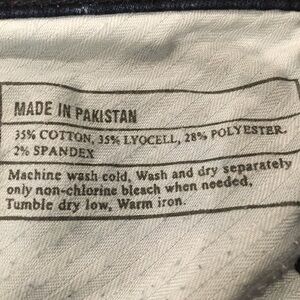 MADE IN PAKISTAN
35% COTTON, 35% LYOCELL, 28% POLYESTER,
2% SPANDEX
Machine wash cold, Wash and dry separately
only non-chlorine bleach when needed,
Tumble dry low, Warm iron.